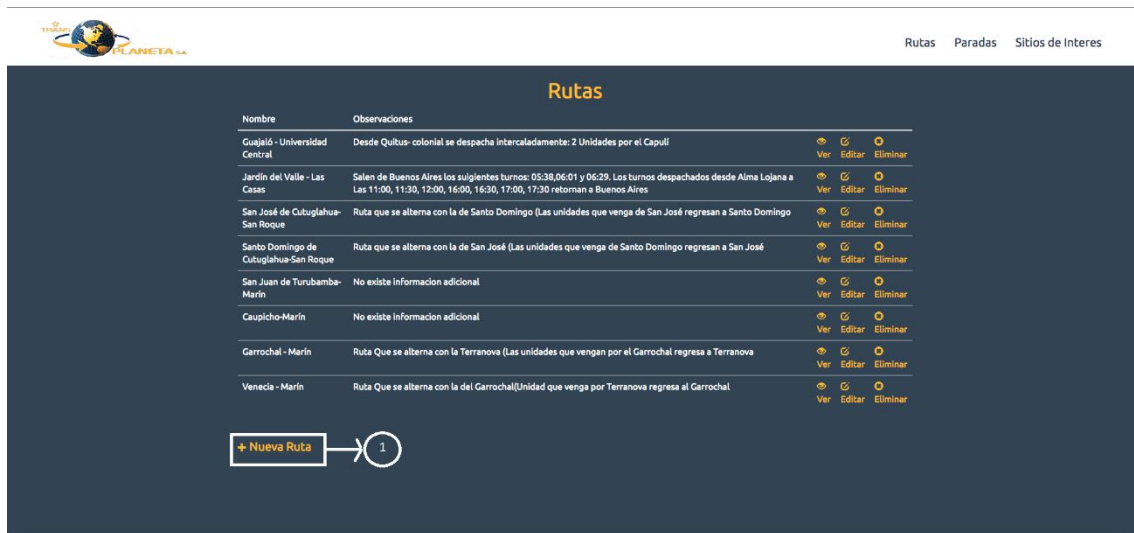 TRANS
PLANETA S.A.
Rutas Paradas Sitios de Interes
Rutas
Nombre Observaciones
Guajaló - Universidad
Central
Desde Quitus- colonial se despacha intercaladamente: 2 Unidades por el Capulí
Ver Editar Eliminar
Jardín del Valle - Las
Casas
Salen de Buenos Aires los suigientes turnos: 05:38,06:01 y 06:29. Los turnos despachados desde Alma Lojana a
Las 11:00, 11:30, 12:00, 16:00, 16:30, 17:00, 17:30 retornan a Buenos Aires
Ver Editar Eliminar
San José de Cutuglahua-
San Roque
Ruta que se alterna con la de Santo Domingo (Las unidades que venga de San José regresan a Santo Domingo
Ver Editar Eliminar
Santo Domingo de
Cutuglahua-San Roque
Ruta que se alterna con la de San José (Las unidades que venga de Santo Domingo regresan a San José
Ver Editar Eliminar
San Juan de Turubamba-
Marín
No existe informacion adicional
Ver Editar Eliminar
Caupicho-Marín
No existe informacion adicional
Ver Editar Eliminar
Garrochal - Marín
Ruta Que se alterna con la Terranova (Las unidades que vengan por el Garrochal regresa a Terranova
Ver Editar Eliminar
Venecia - Marín
Ruta Que se alterna con la del Garrochal(Unidad que venga por Terranova regresa al Garrochal
Ver Editar Eliminar
+ Nueva Ruta
1